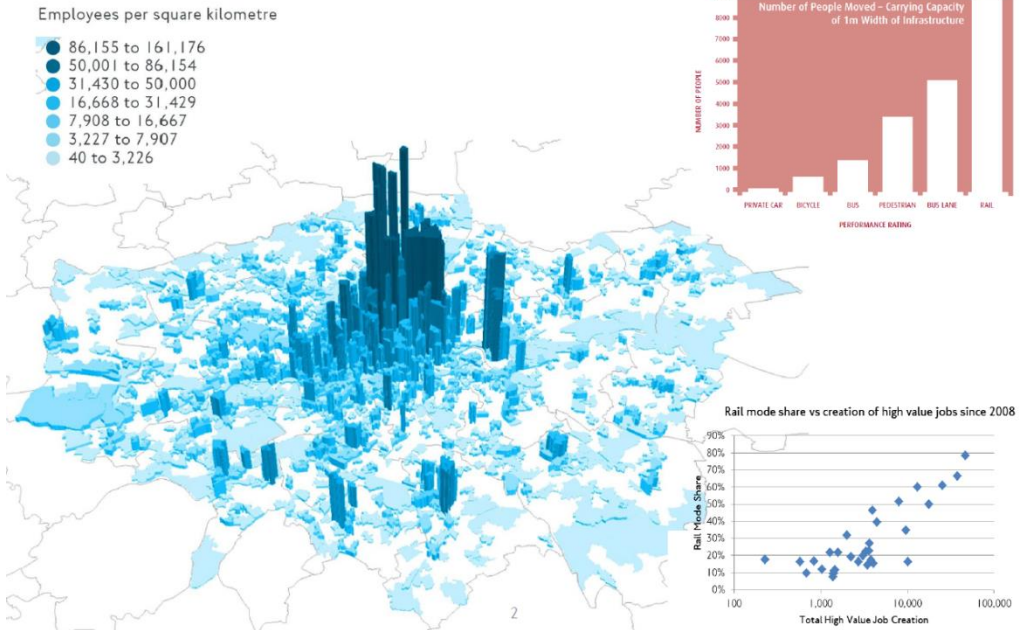 Employees per square kilometre
86,155 to 161,176
50,001 to 86,154
31,430 to 50,000
16,668 to 31,429
7,908 to 16,667
3,227 to 7,907
40 to 3,226
2
Number of People Moved – Carrying Capacity
of 1m Width of Infrastructure
NUMBER OF PEOPLE
8000
7000
6000
5000
4000
3000
2000
1000
0
PRIVATE CAR BICYCLE BUS PEDESTRIAN BUS LANE RAIL
PERFORMANCE RATING
Rail mode share vs creation of high value jobs since 2008
Rail Mode Share
90%
80%
70%
60%
50%
40%
30%
20%
10%
0%
100 1,000 10,000 100,000
Total High Value Job Creation